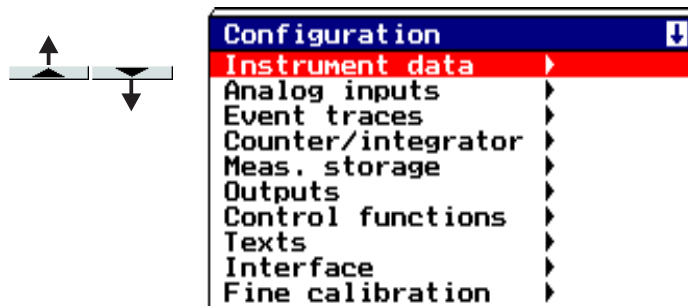 Configuration
Instrument data
Analog inputs
Event traces
Counter/integrator
Meas. storage
Outputs
Control functions
Texts
Interface
Fine calibration